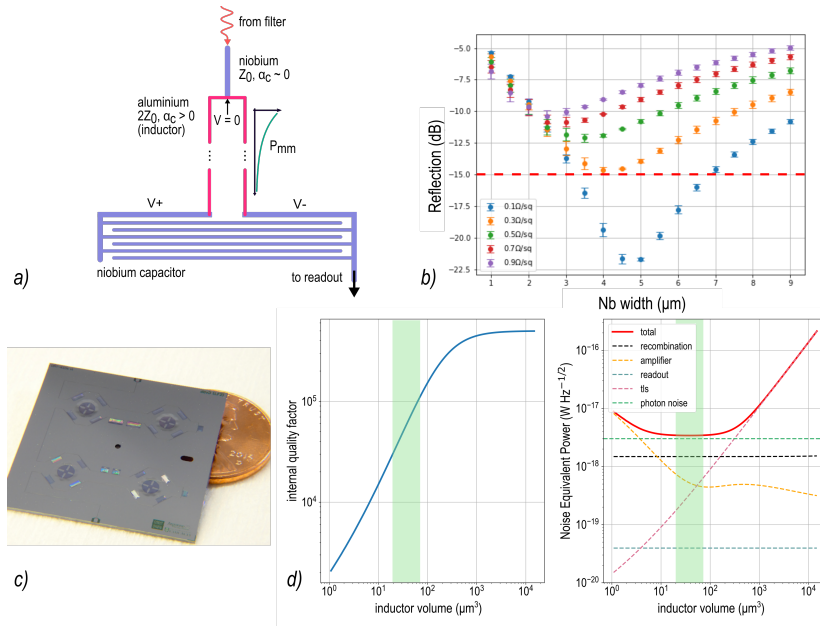 a)
from filter
niobium
Z0, αc ~ 0
aluminium
2Z0, αc > 0
(inductor)
V = 0
Pmm
V+
V-
niobium capacitor
to readout
b)
Reflection (dB)
−5.0
−7.5
−10.0
−12.5
−15.0
−17.5
−20.0
−22.5
0.1Ω/sq
0.3Ω/sq
0.5Ω/sq
0.7Ω/sq
0.9Ω/sq
1 2 3 4 5 6 7 8 9
Nb width (μm)
c)
d)
internal quality factor
10^5
10^4
10^0 10^1 10^2 10^3 10^4
inductor volume (μm^3)
Noise Equivalent Power (W Hz^−1/2)
10^−16
10^−17
10^−18
10^−19
10^−20
total
recombination
amplifier
readout
tls
photon noise
10^0 10^1 10^2 10^3 10^4
inductor volume (μm^3)